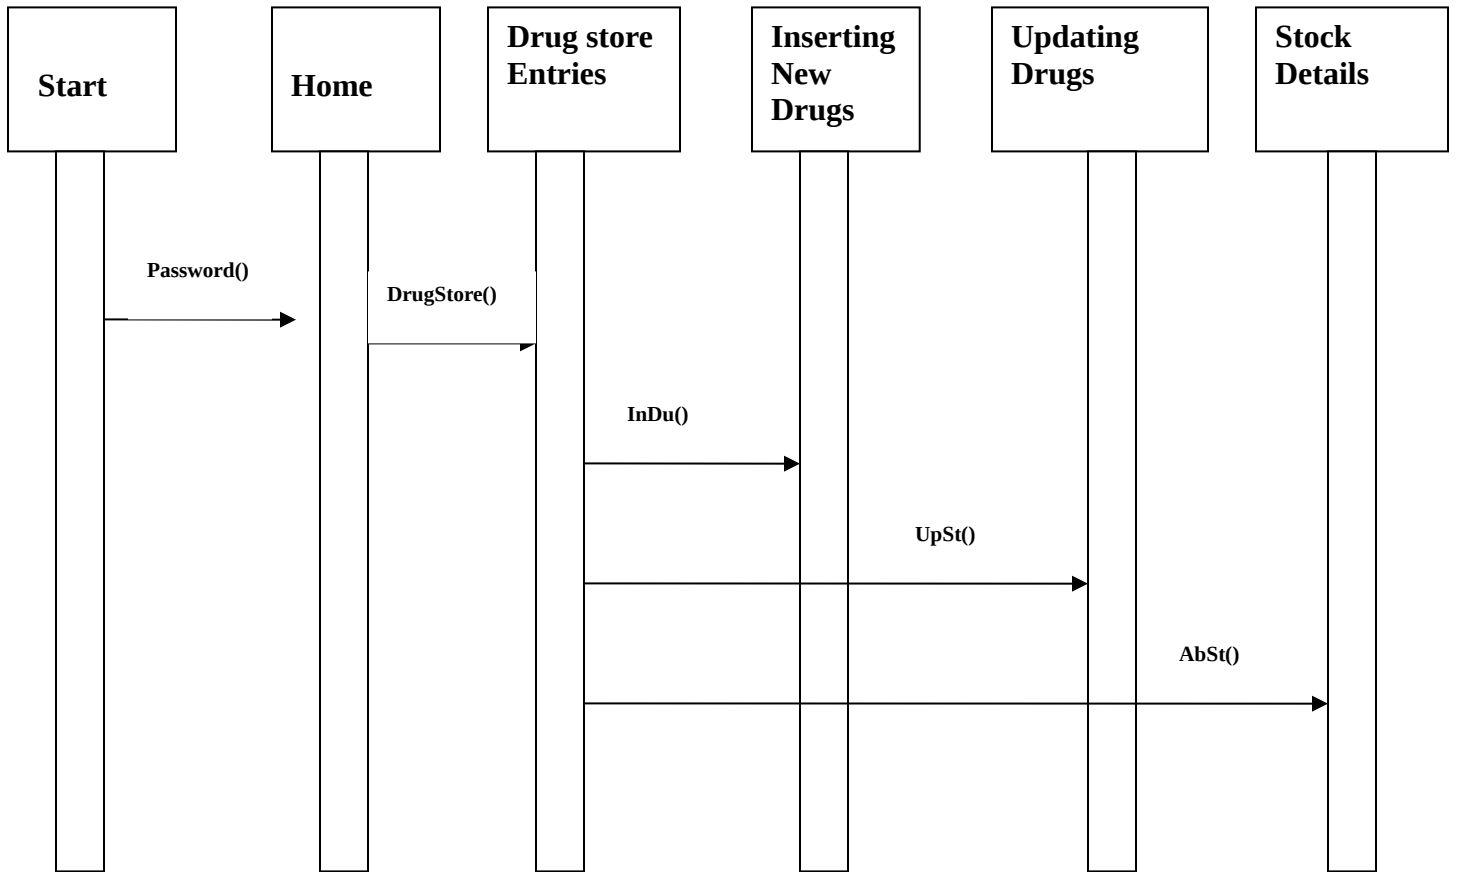 Start
Home
Drug store
Entries
Inserting
New
Drugs
Updating
Drugs
Stock
Details
Password()
DrugStore()
InDu()
UpSt()
AbSt()